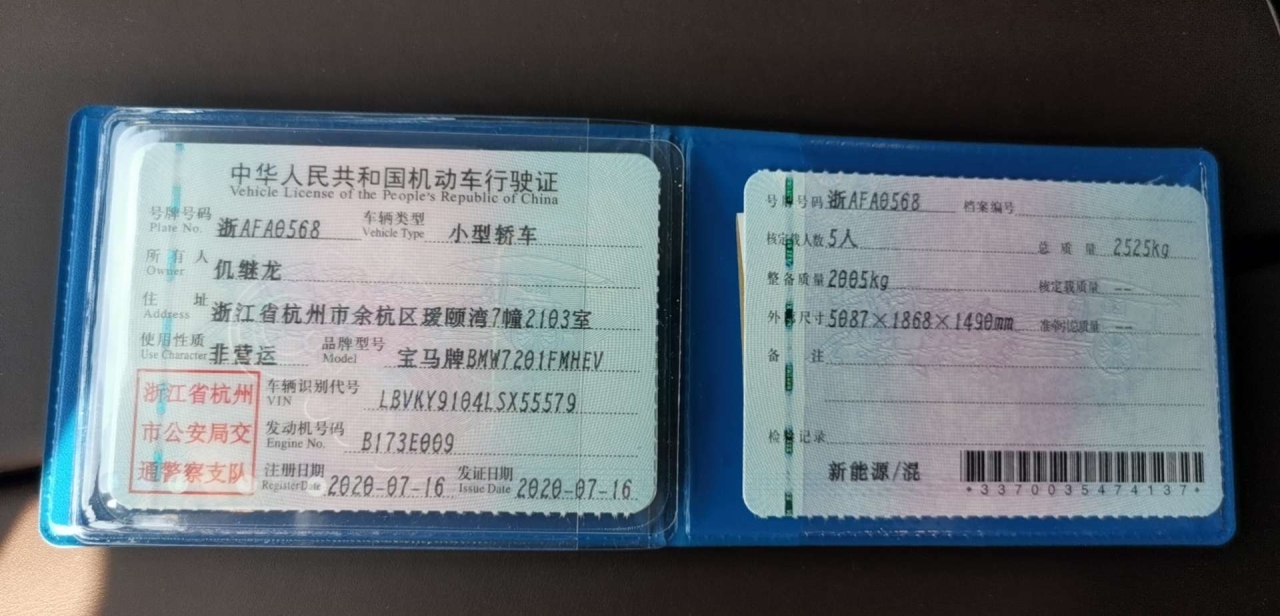 中华人民共和国机动车行驶证
Vehicle License of the People's Republic of China
号牌号码 浙AFA0568 车辆类型 小型轿车
Plate No. Vehicle Type
所有人 仉继龙
Owner
住址 浙江省杭州市余杭区瑷颐湾7幢2103室
Address
使用性质 非营运 品牌型号 宝马牌BMW7201FMHEV
Use Character Model
浙江省杭州
市公安局交
通警察支队
车辆识别代号 LBVKY9104LSX55579
VIN
发动机号码 B173E009
Engine No.
注册日期 2020-07-16 发证日期 2020-07-16
Register Date Issue Date
号牌号码 浙AFA0568 档案编号
核定载人数 5人 总质量 2525kg
整备质量 2005kg 核定载质量 --
外廓尺寸 5087×1868×1490mm 准牵引总质量 --
备注
检验记录
新能源/混
*3370035474137*